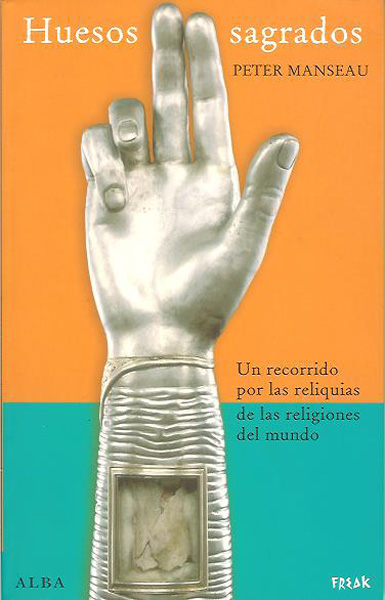 Huesos sagrados
PETER MANSEAU
Un recorrido
por las reliquias
de las religiones
del mundo
ALBA
FREAK